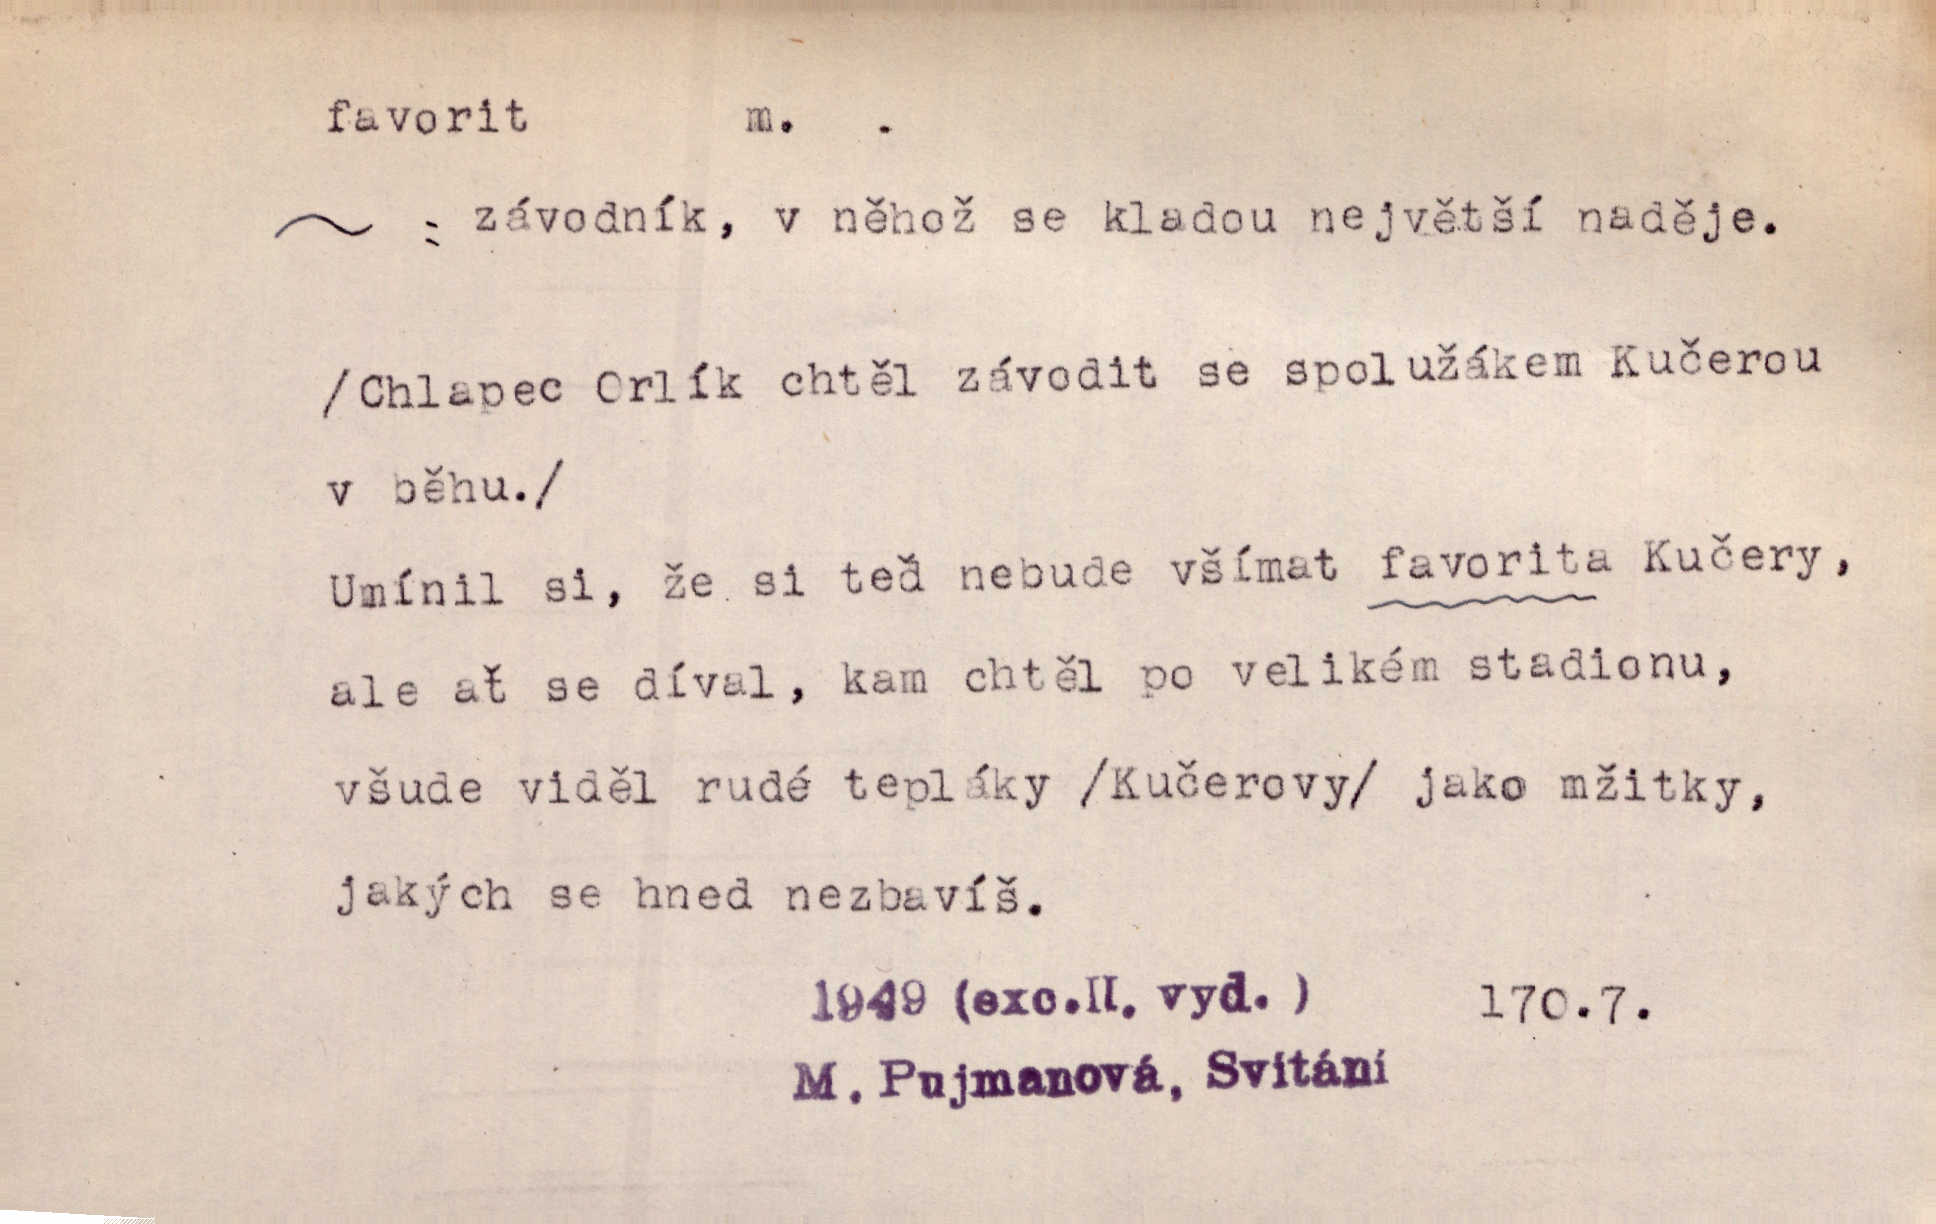 favorit m. .
~ : závodník, v něhož se kladou největší naděje.
/Chlapec Orlík chtěl závodit se spolužákem Kučerou
v běhu./
Umínil si, že si teď nebude všímat favorita Kučery,
ale ať se díval, kam chtěl po velikém stadionu,
všude viděl rudé tepláky /Kučerovy/ jako mžitky,
jakých se hned nezbavíš.
1949 (exc.II. vyd.) 170.7.
M. Pujmanová, Svítání